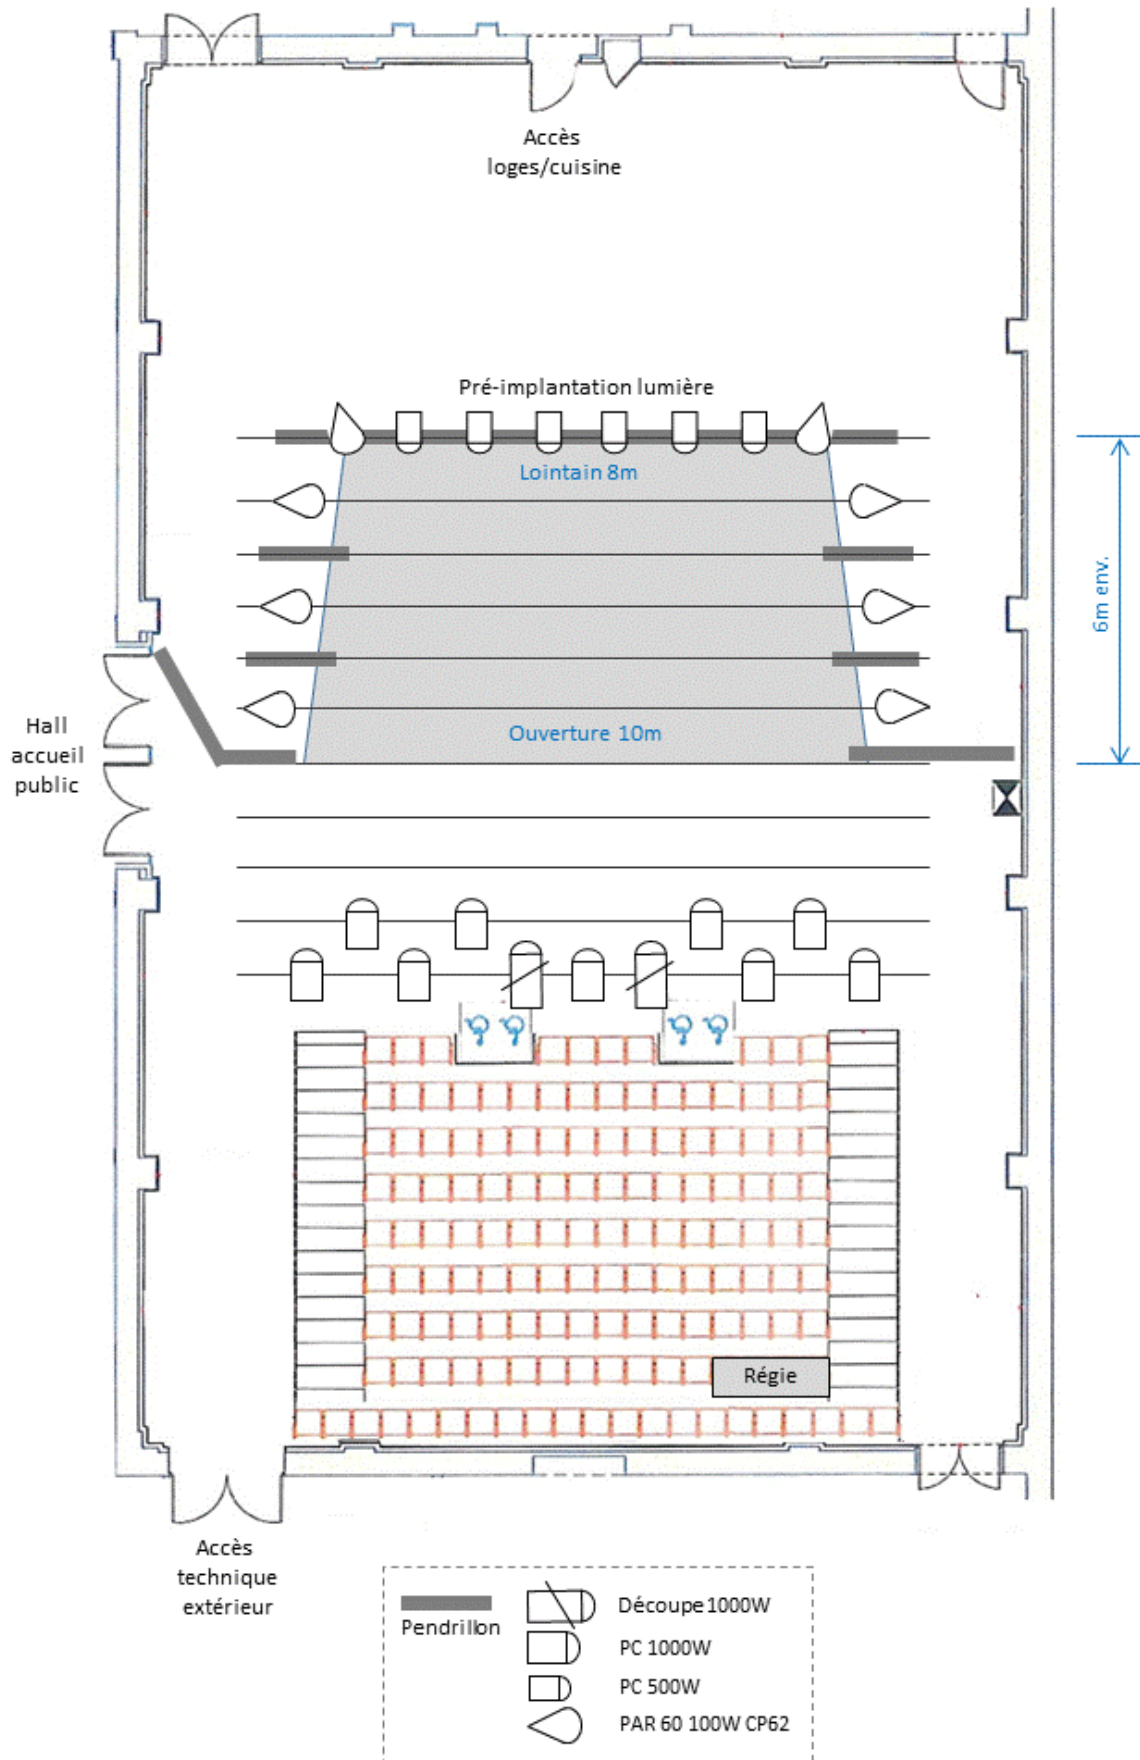 Accès
loges/cuisine
Pré-implantation lumière
Lointain 8m
6m env.
Hall
accueil
public
Ouverture 10m
Régie
Accès
technique
extérieur
Pendrillon
Découpe 1000W
PC 1000W
PC 500W
PAR 60 100W CP62